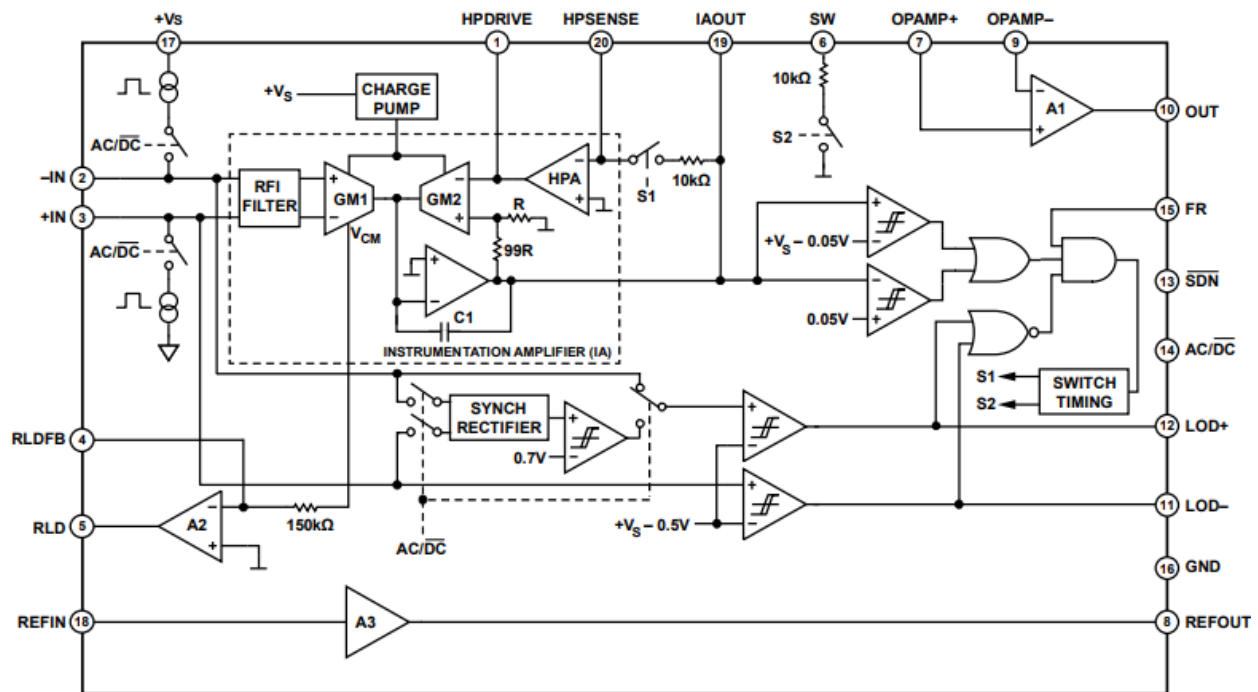 +VS
HPDRIVE
HPSENSE
IAOUT
SW
OPAMP+
OPAMP–
17
1
20
19
6
7
9
+VS
CHARGE
PUMP
10kΩ
–
A1
+
10
OUT
AC/DC
S2
–IN
2
RFI
FILTER
+
GM1
–
VCM
–
GM2
+
HPA
–
+
S1
10kΩ
R
+IN
3
AC/DC
99R
+
–
C1
INSTRUMENTATION AMPLIFIER (IA)
+
+VS – 0.05V
–
–
0.05V
+
15
FR
13
SDN
14
AC/DC
S1
S2
SWITCH
TIMING
SYNCH
RECTIFIER
+
0.7V
–
+
–
12
LOD+
RLDFB
4
+
+VS – 0.5V
–
11
LOD–
RLD
5
A2
–
+
150kΩ
AC/DC
16
GND
REFIN
18
A3
8
REFOUT